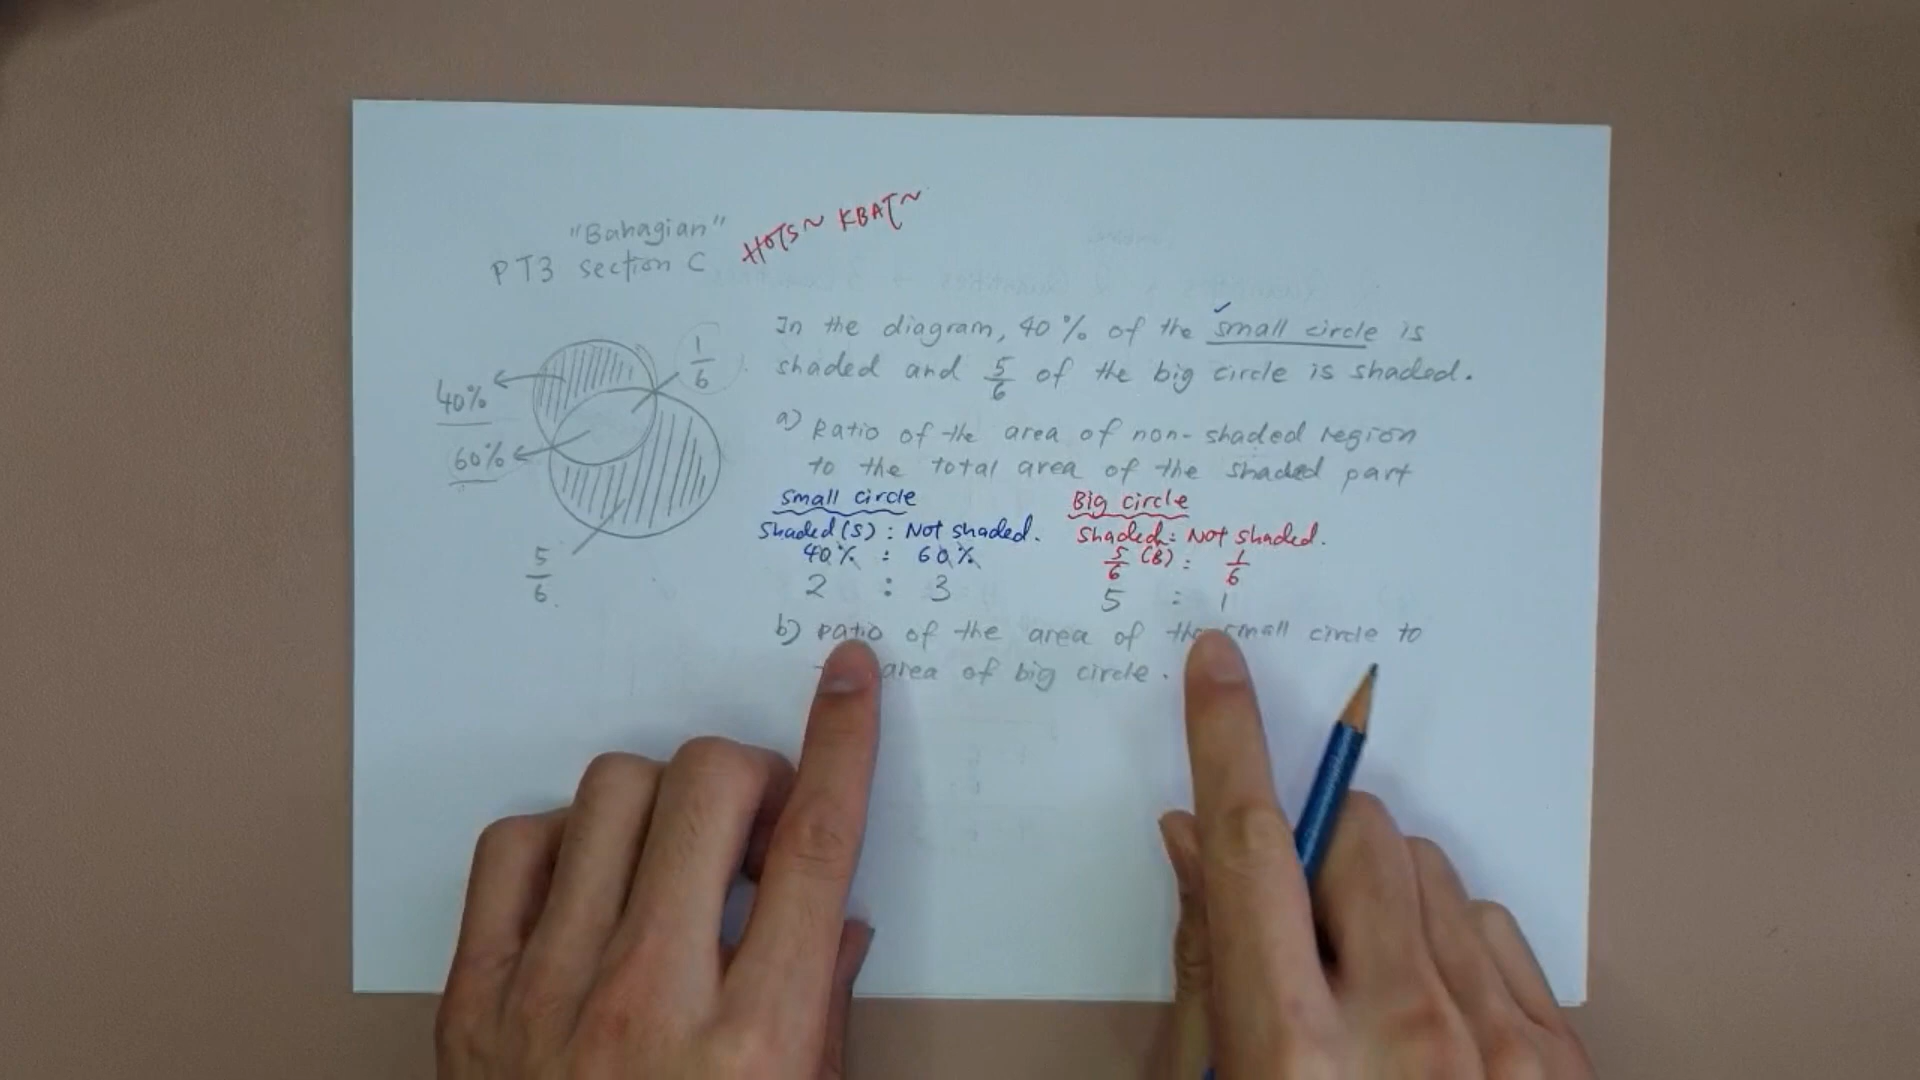 "Bahagian"
PT3 section C
HOTS~ KBAT~
In the diagram, 40% of the small circle is
shaded and 5/6 of the big circle is shaded.
1/6
40%
60%
5/6
a) Ratio of the area of non-shaded region
to the total area of the shaded part
Small circle
Shaded(S) : Not shaded.
40% : 60%
2 : 3
Big circle
Shaded : Not shaded.
5/6 (B) : 1/6
5 : 1
b) Ratio of the area of the small circle to
area of big circle.